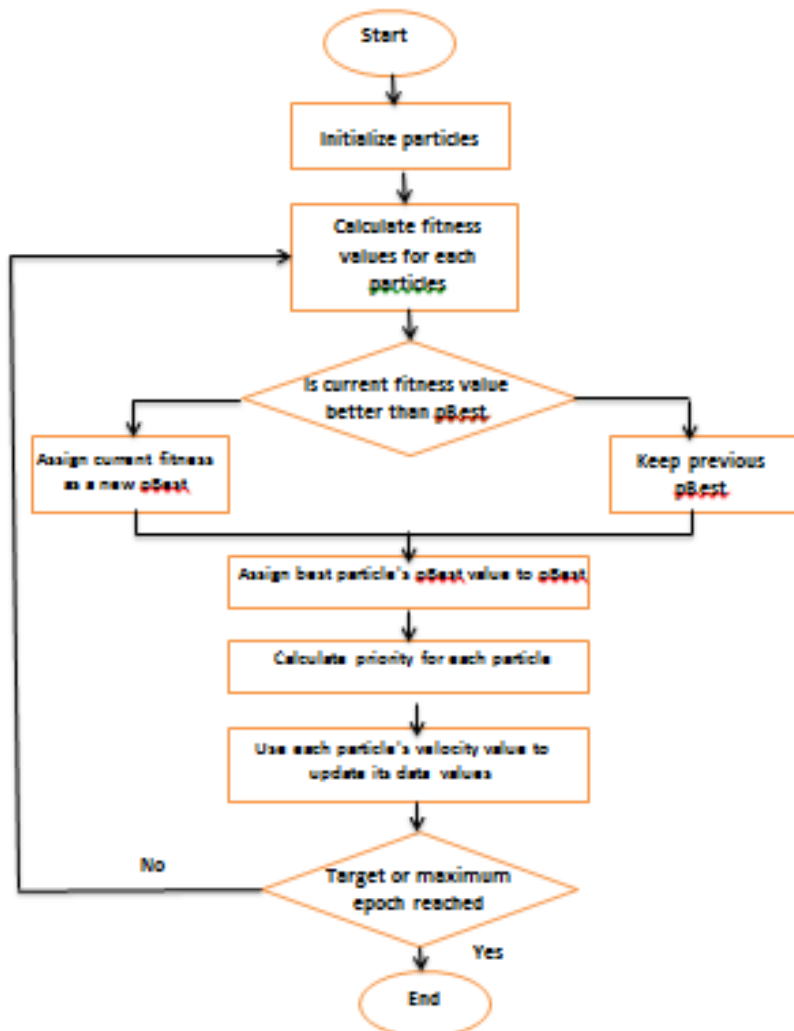 Start
Initialize particles
Calculate fitness
values for each
particles
Is current fitness value
better than pBest
Assign current fitness
as a new pBest
Keep previous
pBest
Assign best particle's pBest value to pBest
Calculate priority for each particle
Use each particle's velocity value to
update its data values
No
Target or maximum
epoch reached
Yes
End